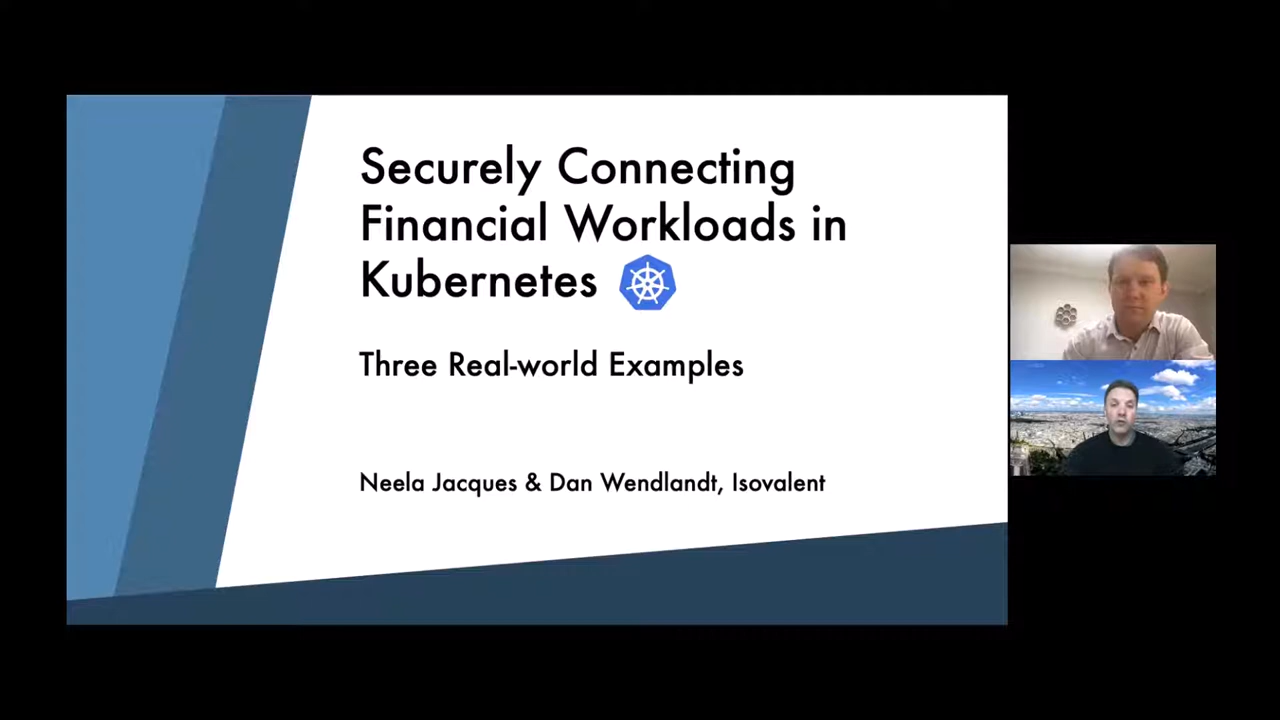 Securely Connecting
Financial Workloads in
Kubernetes
Three Real-world Examples
Neela Jacques & Dan Wendlandt, Isovalent